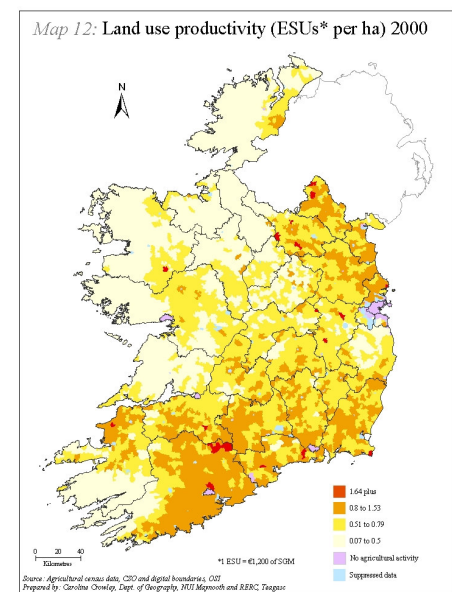 Map 12: Land use productivity (ESUs* per ha) 2000
N
1.64 plus
0.8 to 1.53
0.51 to 0.79
0.07 to 0.5
No agricultural activity
Suppressed data
0 20 40
Kilometres
*1 ESU = €1,200 of SGM
Source: Agricultural census data, CSO and digital boundaries, OSI
Prepared by: Caroline Crowley, Dept. of Geography, NUI Maynooth and RERC, Teagasc